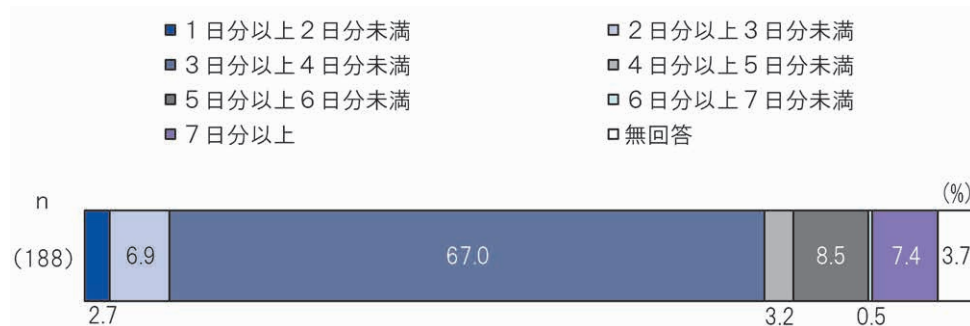 1日分以上2日分未満
2日分以上3日分未満
3日分以上4日分未満
4日分以上5日分未満
5日分以上6日分未満
6日分以上7日分未満
7日分以上
無回答
(%)
n
(188)
6.9
67.0
8.5
7.4
3.7
2.7
3.2
0.5